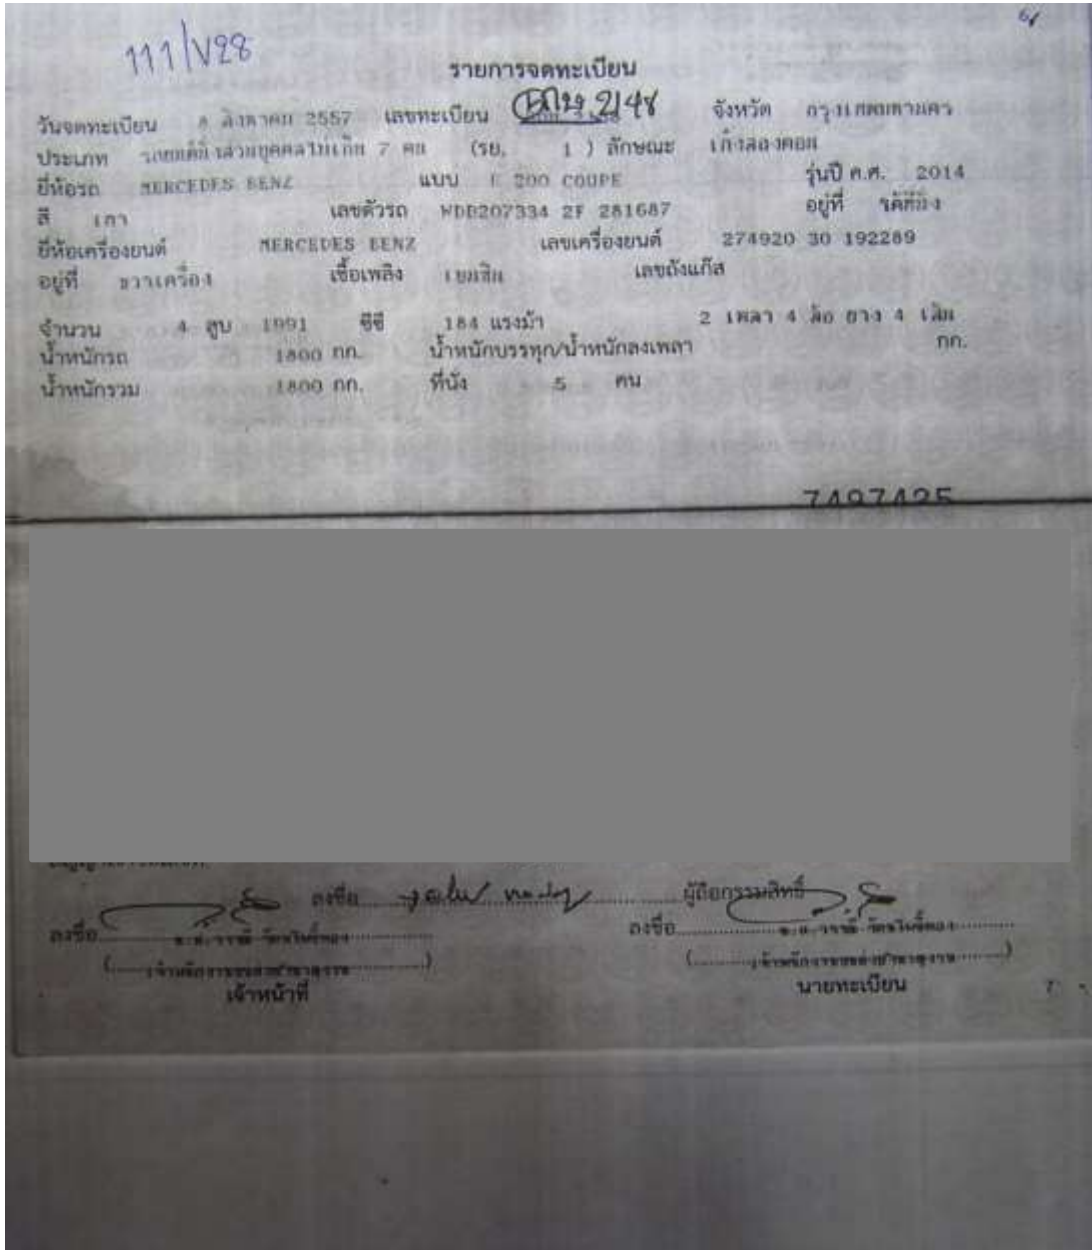 111/V28
รายการจดทะเบียน
วันจดทะเบียน 8 สิงหาคม 2557 เลขทะเบียน 2148 จังหวัด กรุงเทพมหานคร
ประเภท รถยนต์นั่งส่วนบุคคลไม่เกิน 7 คน (รย. 1 ) ลักษณะ เก๋งสองตอน
ยี่ห้อรถ MERCEDES BENZ แบบ E 200 COUPE รุ่นปี ค.ศ. 2014
สี เทา เลขตัวรถ WDD207334 2F 281687 อยู่ที่ ใต้ที่นั่ง
ยี่ห้อเครื่องยนต์ MERCEDES BENZ เลขเครื่องยนต์ 274920 30 192289
อยู่ที่ ขวาเครื่อง เชื้อเพลิง เบนซิน เลขถังแก๊ส
จำนวน 4 สูบ 1991 ซีซี 184 แรงม้า 2 เพลา 4 ล้อ ยาง 4 เส้น
น้ำหนักรถ 1800 กก. น้ำหนักบรรทุก/น้ำหนักลงเพลา กก.
น้ำหนักรวม 1800 กก. ที่นั่ง 5 คน
7497425
ลงชื่อ ผู้ถือกรรมสิทธิ์
ลงชื่อ ลงชื่อ
เจ้าหน้าที่ นายทะเบียน